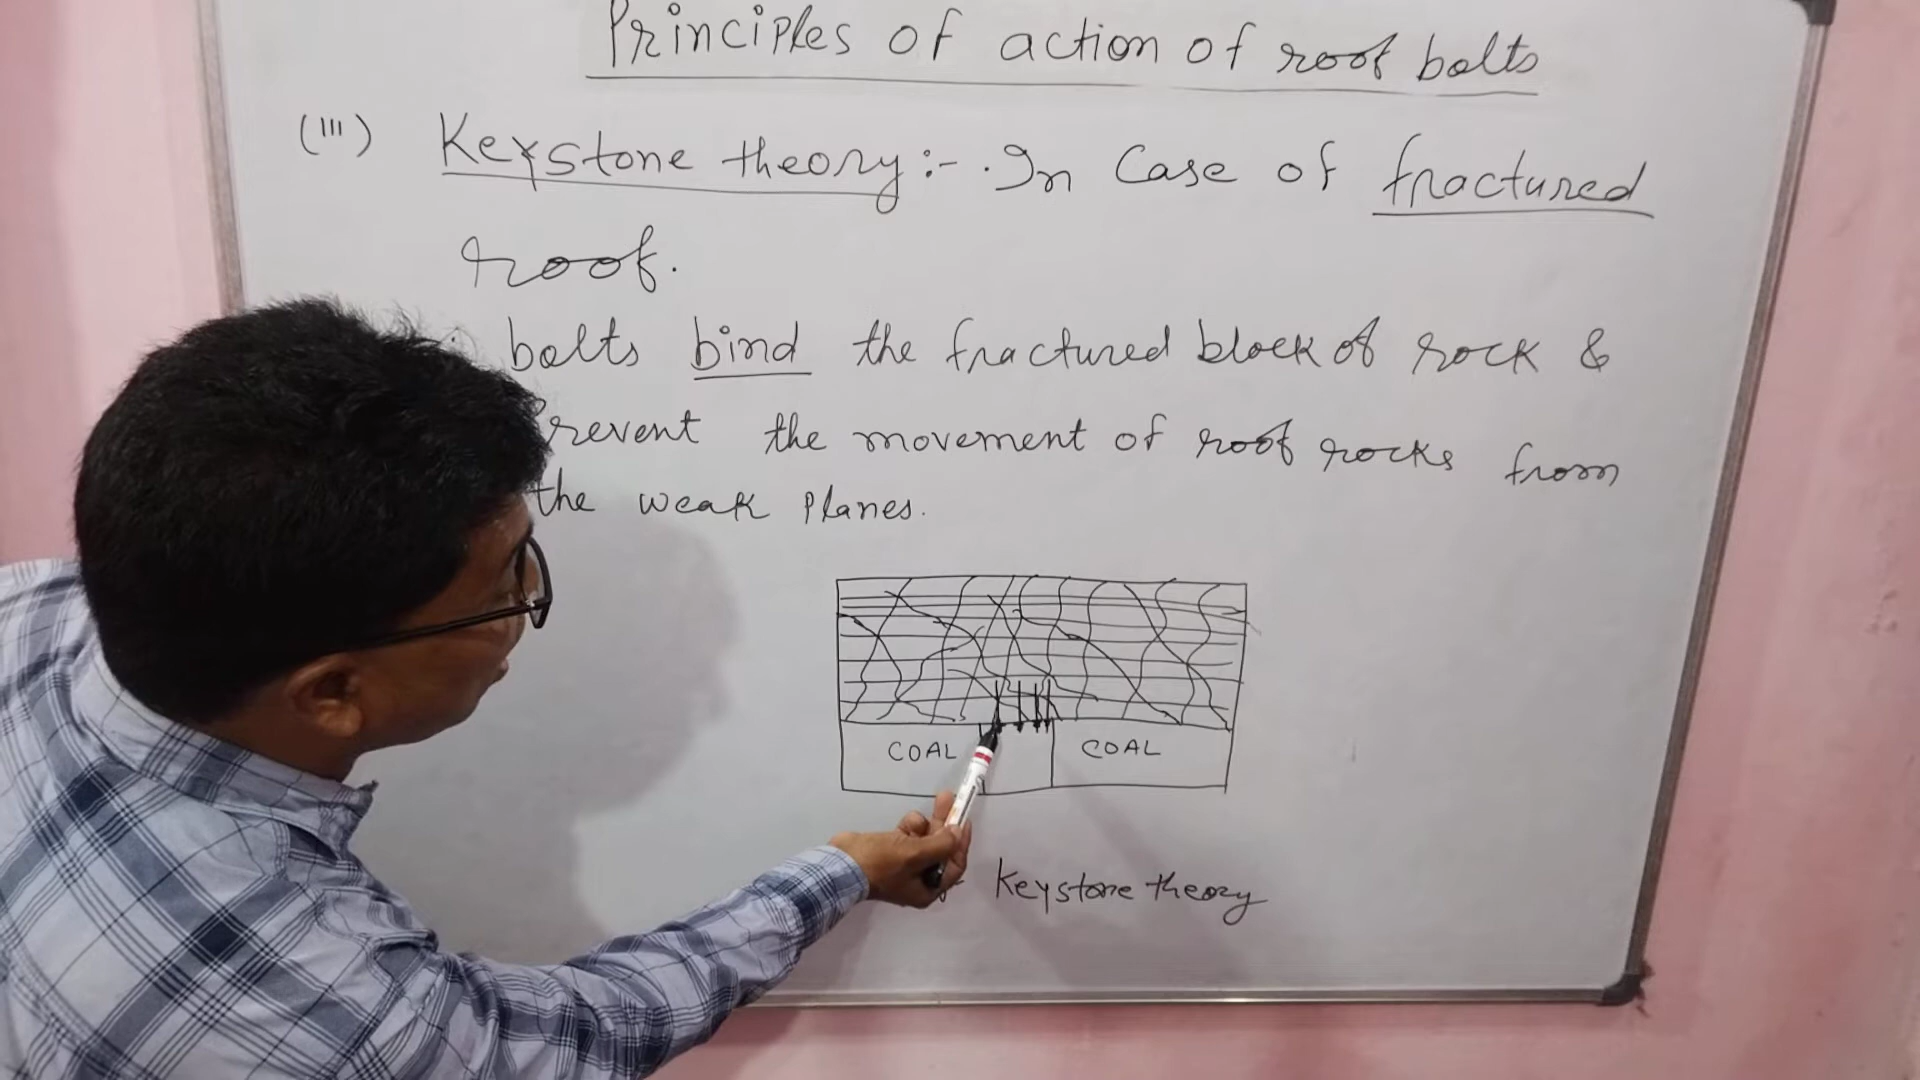 Principles of action of roof bolts
(III) Keystone theory:- In Case of fractured
roof.
bolts bind the fractured block of rock &
Prevent the movement of roof rocks from
the weak planes.
COAL COAL
Keystone theory